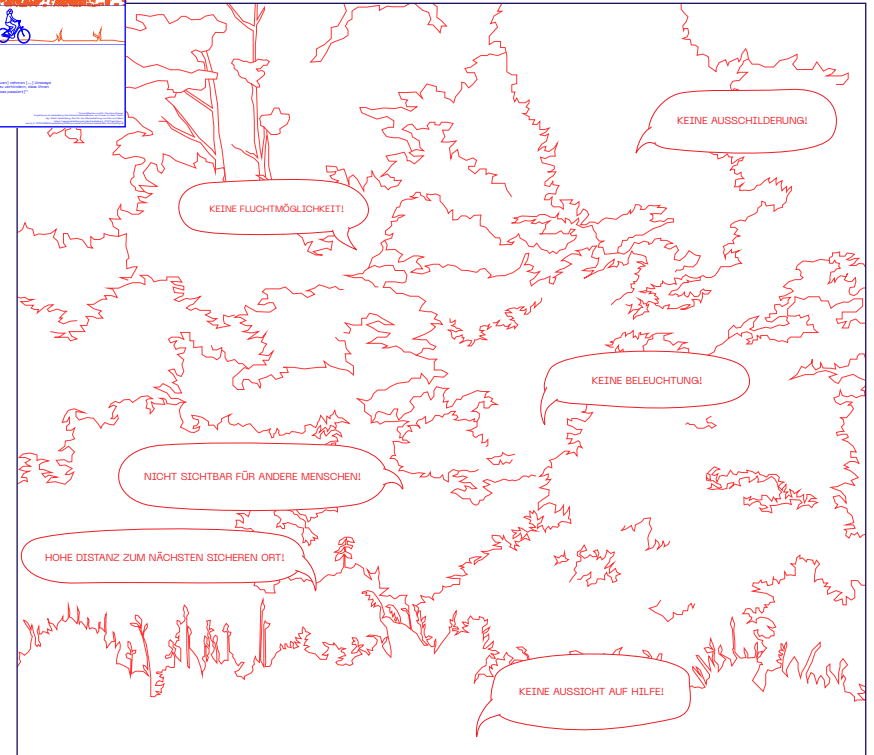 KEINE AUSSCHILDERUNG!
KEINE FLUCHTMÖGLICHKEIT!
KEINE BELEUCHTUNG!
NICHT SICHTBAR FÜR ANDERE MENSCHEN!
HOHE DISTANZ ZUM NÄCHSTEN SICHEREN ORT!
KEINE AUSSICHT AUF HILFE!